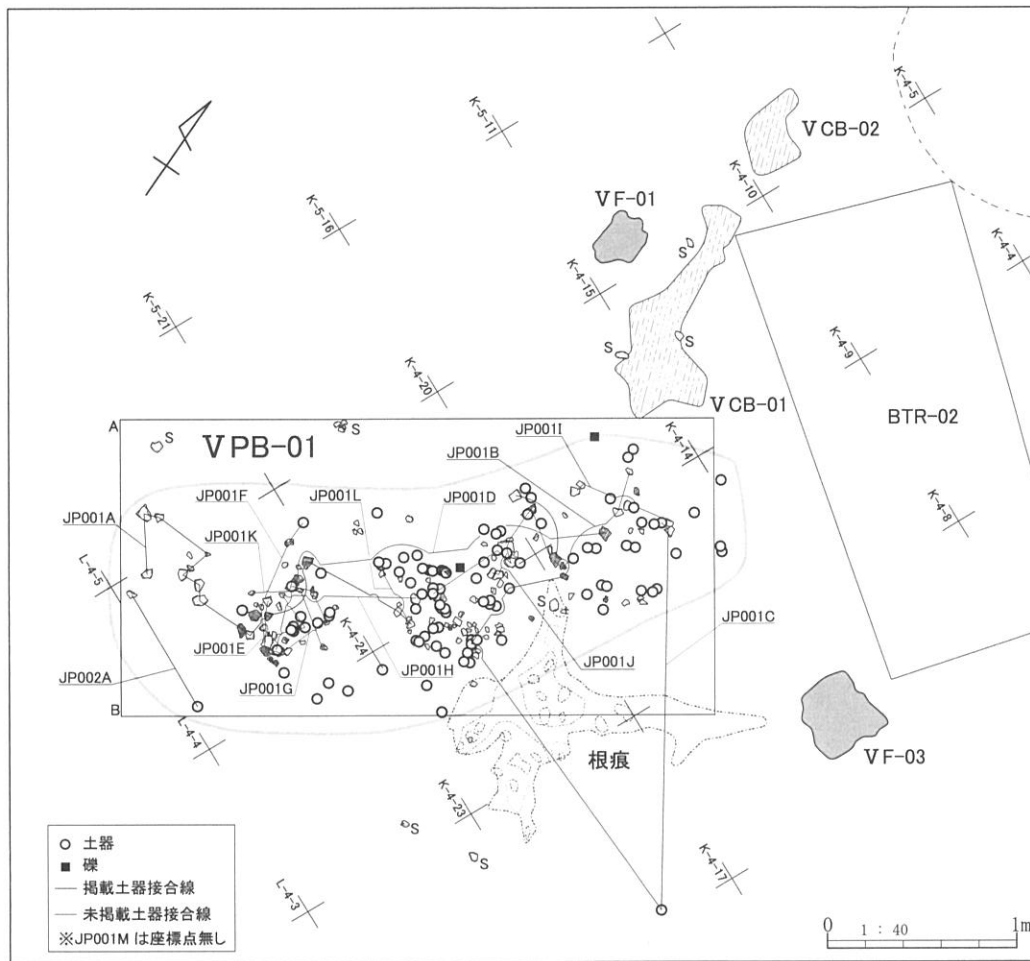 K-4-5
K-5-11
Ⅴ CB-02
K-4-10
K-5-16
Ⅴ F-01
S
K-4-4
K-4-15
K-5-21
K-4-9
S
S
K-4-20
Ⅴ CB-01
BTR-02
A
S
S
Ⅴ PB-01
JP001I
K-4-14
JP001B
JP001F
JP001L
JP001D
JP001A
K-4-8
JP001K
L-4-5
S
JP001C
JP001E
K-4-24
JP002A
JP001G
JP001H
JP001J
B
L-4-4
根痕
Ⅴ F-03
K-4-23
S
S
K-4-17
L-4-3
土器
礫
掲載土器接合線
未掲載土器接合線
※JP001M は座標点無し
0 1 : 40 1m